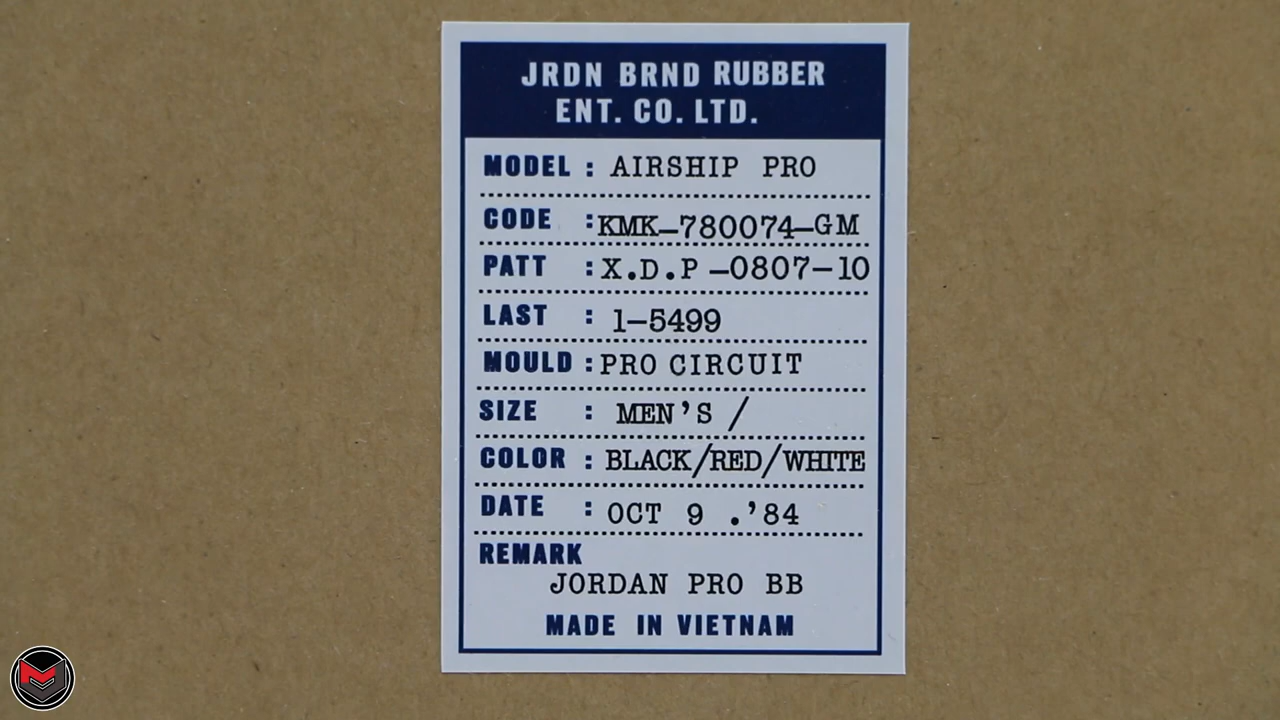 JRDN BRND RUBBER
ENT. CO. LTD.
MODEL : AIRSHIP PRO
CODE : KMK-780074-GM
PATT : X.D.P -0807-10
LAST : 1-5499
MOULD : PRO CIRCUIT
SIZE : MEN'S /
COLOR : BLACK/RED/WHITE
DATE : OCT 9 .'84
REMARK
JORDAN PRO BB
MADE IN VIETNAM